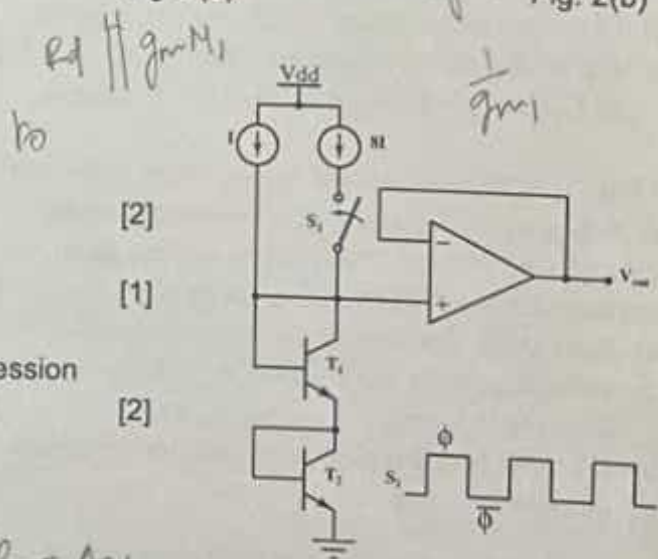 Fig. 2(b)
Rd || gmM1
1/gm1
ro
Vdd
I
8I
[2]
S1
[1]
−
+
Vout
T1
ession
[2]
T2
S1
ϕ
ϕ̅